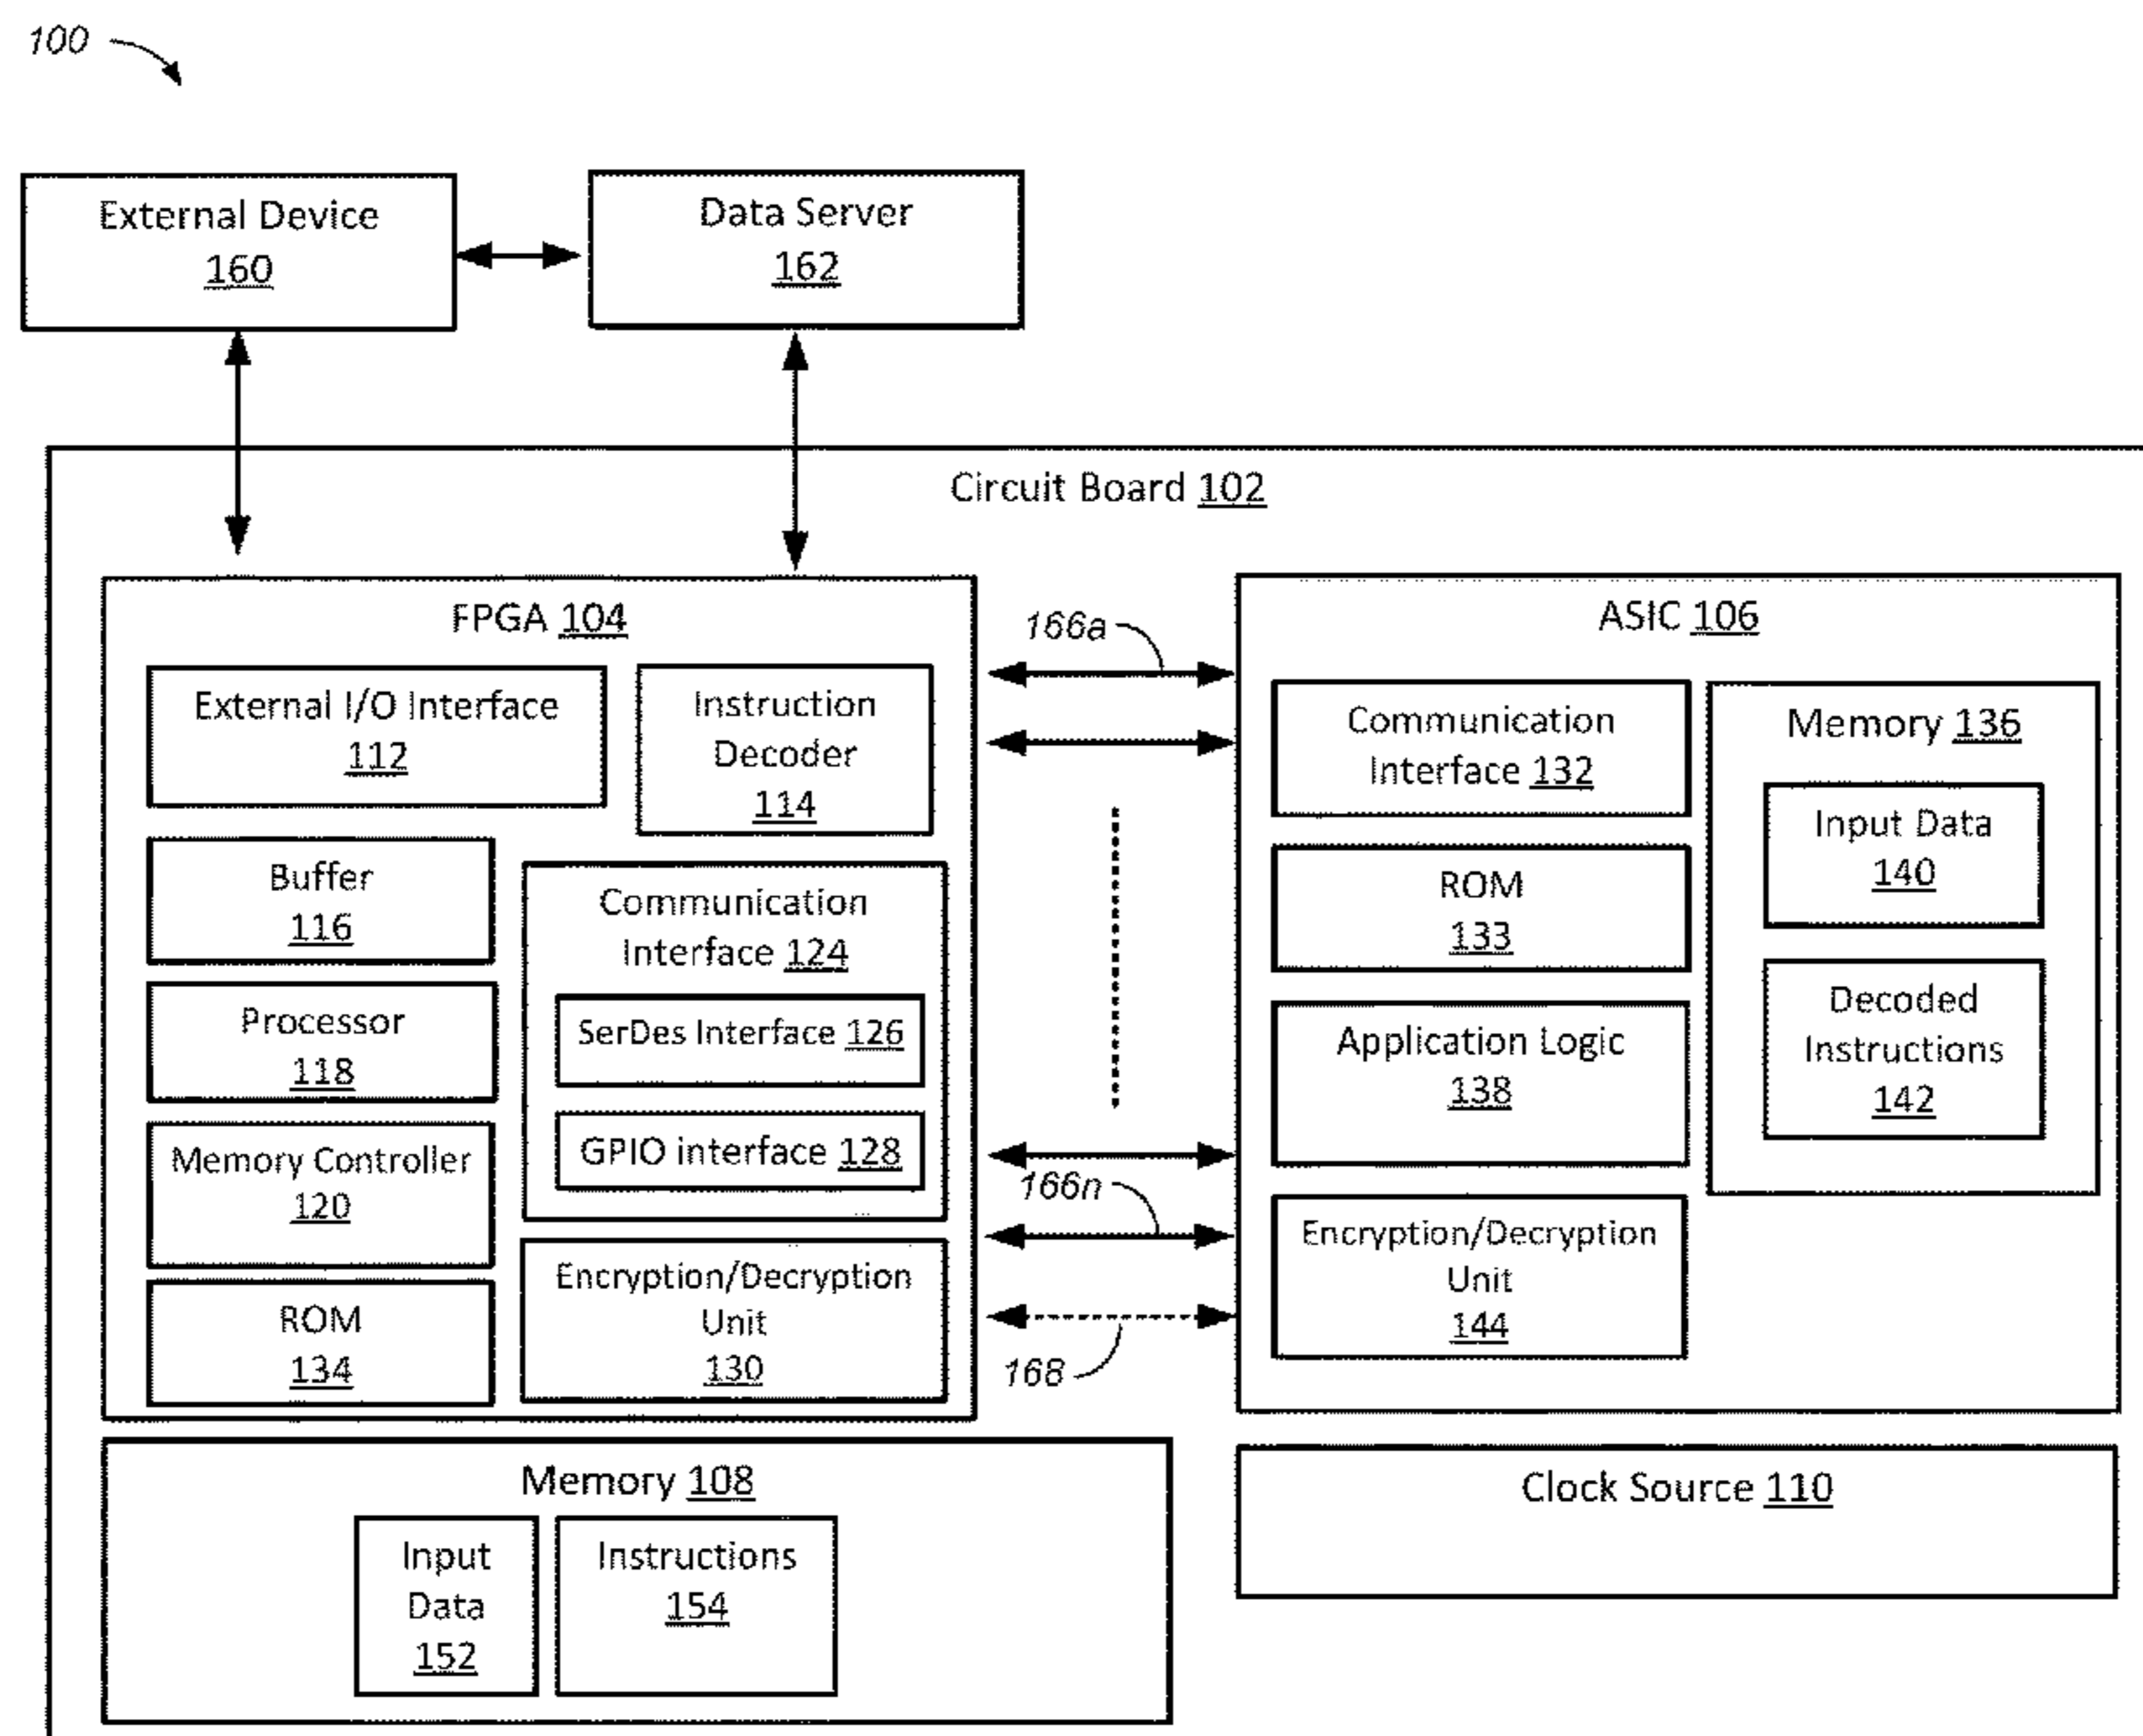 100
External Device
160
Data Server
162
Circuit Board 102
FPGA 104
External I/O Interface
112
Instruction
Decoder
114
Buffer
116
Processor
118
Memory Controller
120
ROM
134
Communication
Interface 124
SerDes Interface 126
GPIO interface 128
Encryption/Decryption
Unit
130
166a
166n
168
ASIC 106
Communication
Interface 132
ROM
133
Application Logic
138
Encryption/Decryption
Unit
144
Memory 136
Input Data
140
Decoded
Instructions
142
Memory 108
Input
Data
152
Instructions
154
Clock Source 110